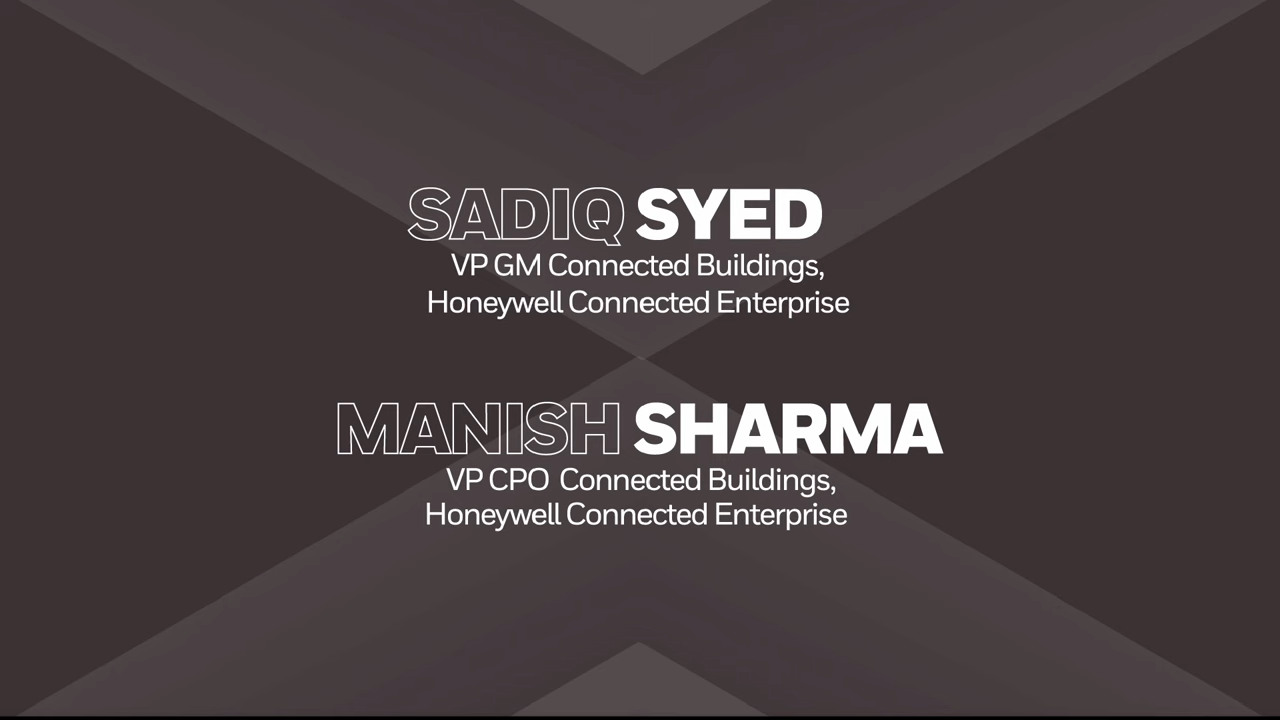 SADIQ SYED
VP GM Connected Buildings,
Honeywell Connected Enterprise
MANISH SHARMA
VP CPO Connected Buildings,
Honeywell Connected Enterprise